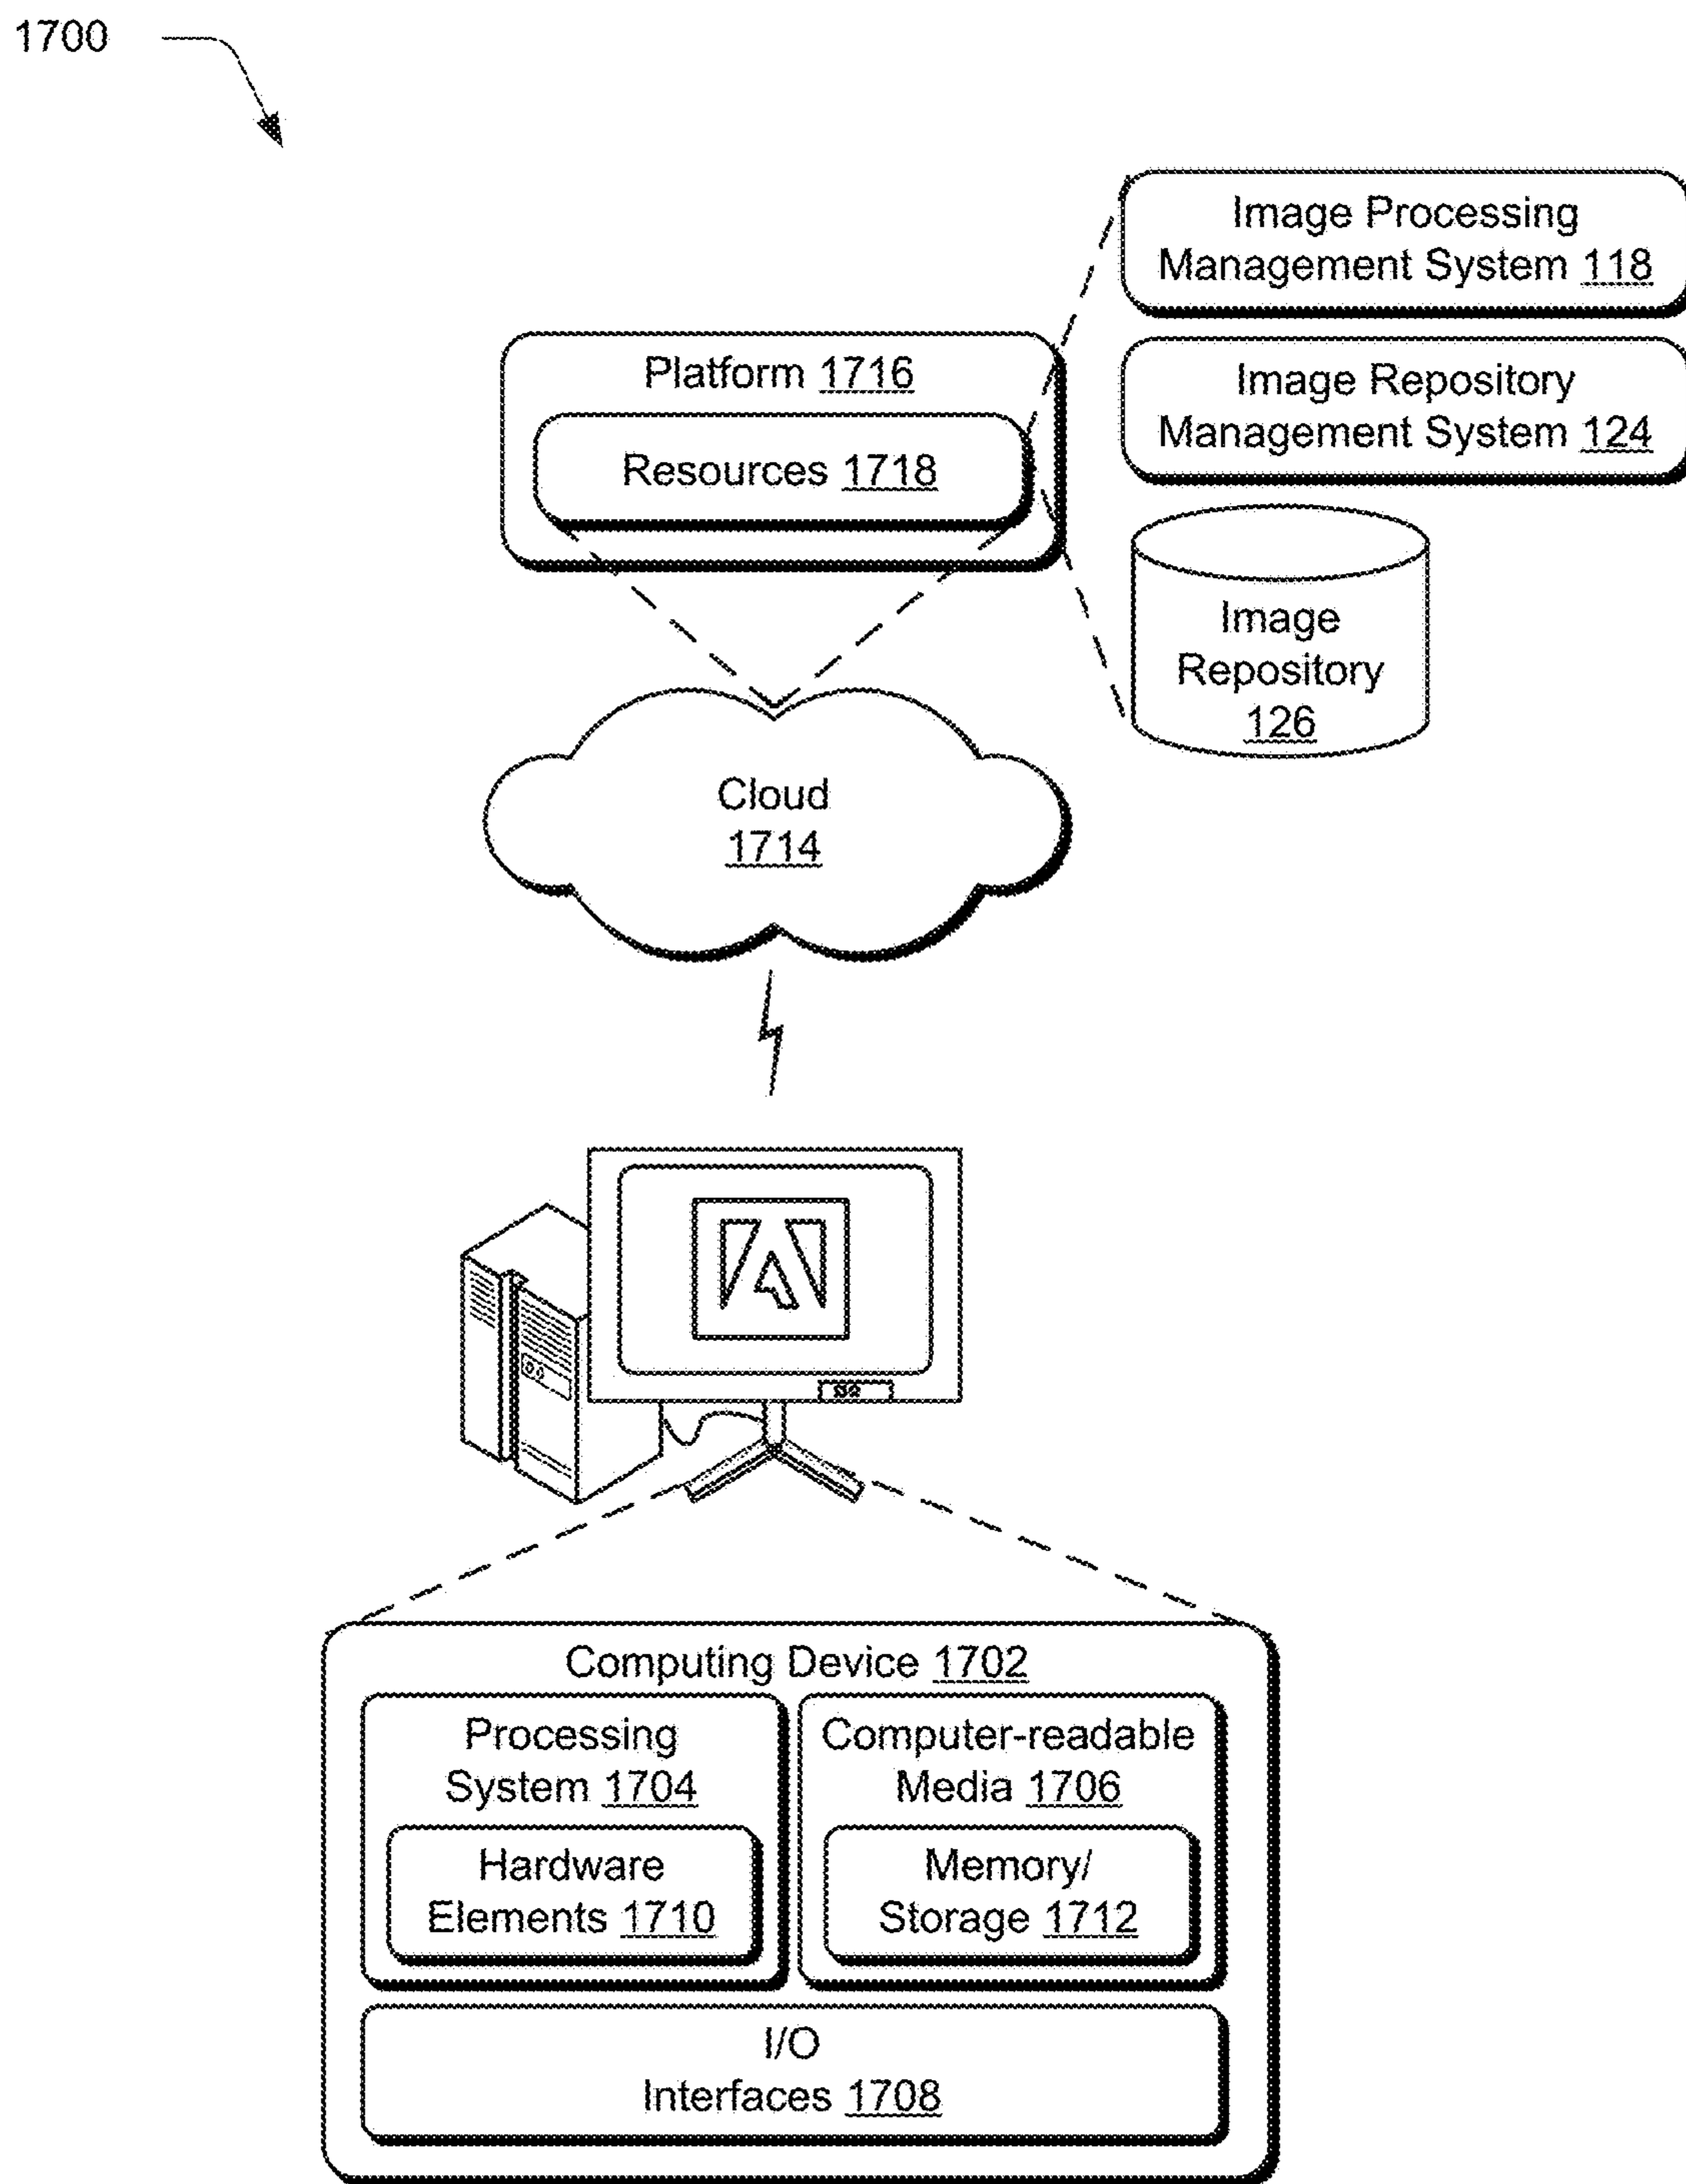 1700
Image Processing
Management System 118
Platform 1716
Image Repository
Management System 124
Resources 1718
Image
Repository
126
Cloud
1714
Computing Device 1702
Processing
System 1704
Computer-readable
Media 1706
Hardware
Elements 1710
Memory/
Storage 1712
I/O
Interfaces 1708